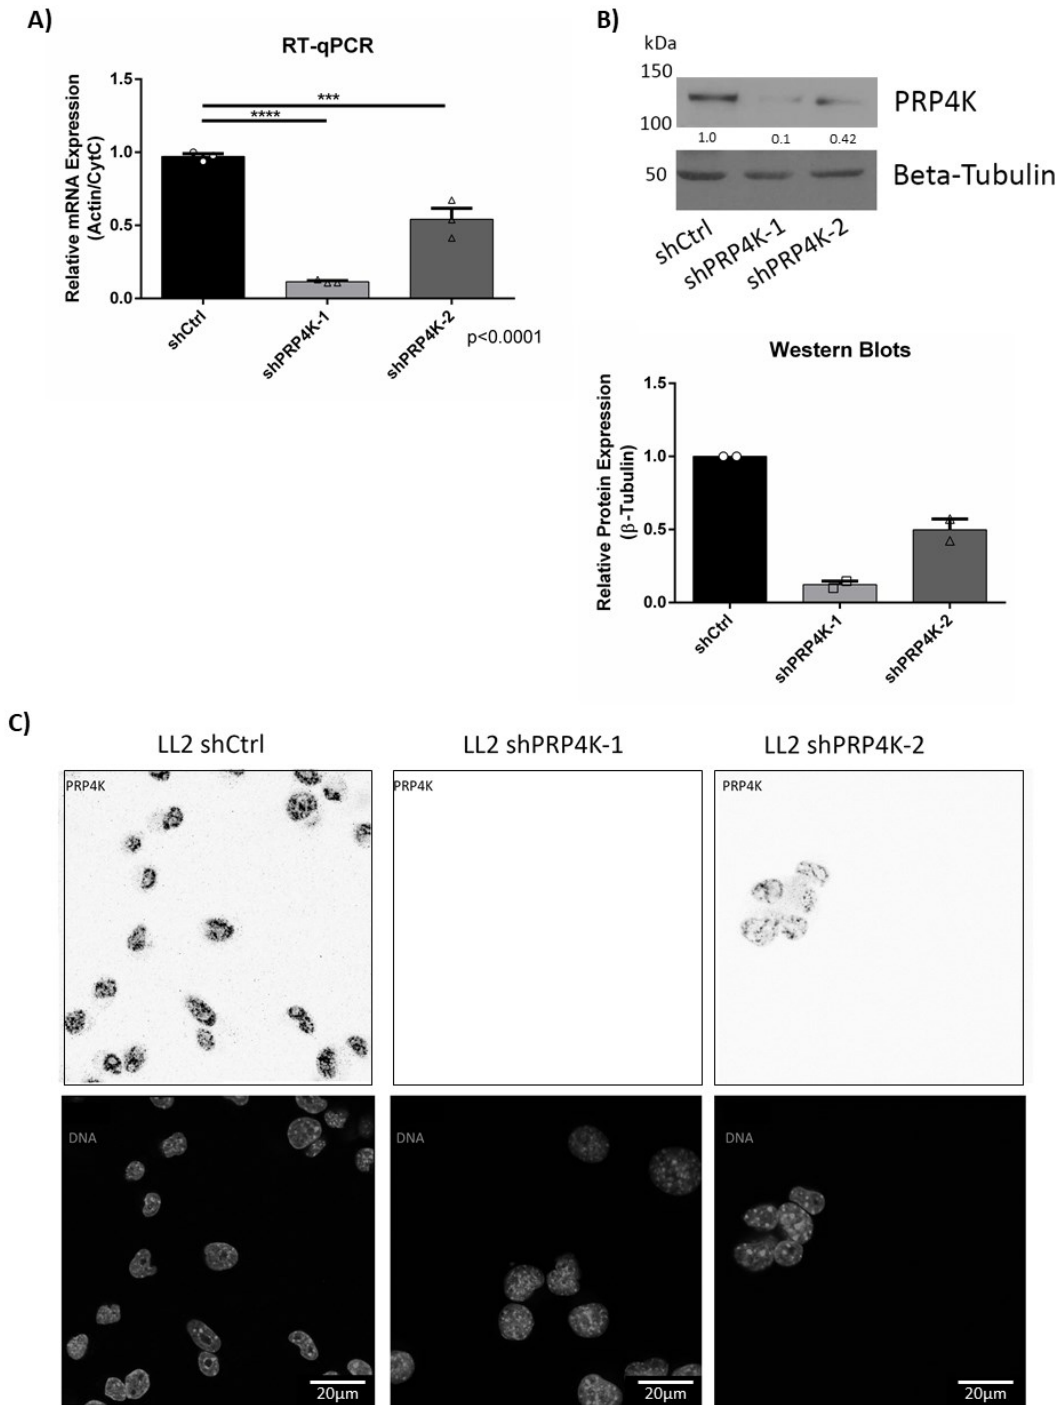 A)
RT-qPCR
Relative mRNA Expression
(Actin/CytC)
1.5
1.0
0.5
0.0
***
****
shCtrl
shPRP4K-1
shPRP4K-2
p<0.0001
B)
kDa
150
100
50
PRP4K
1.0
0.1
0.42
Beta-Tubulin
shCtrl
shPRP4K-1
shPRP4K-2
Western Blots
Relative Protein Expression
(β-Tubulin)
1.5
1.0
0.5
0.0
shCtrl
shPRP4K-1
shPRP4K-2
C)
LL2 shCtrl
LL2 shPRP4K-1
LL2 shPRP4K-2
PRP4K
PRP4K
PRP4K
DNA
DNA
DNA
20μm
20μm
20μm